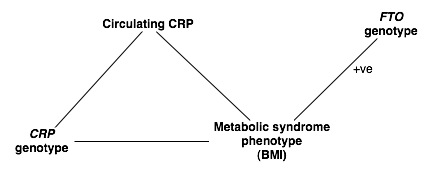 Circulating CRP
FTO
genotype
+ve
CRP
genotype
Metabolic syndrome
phenotype
(BMI)